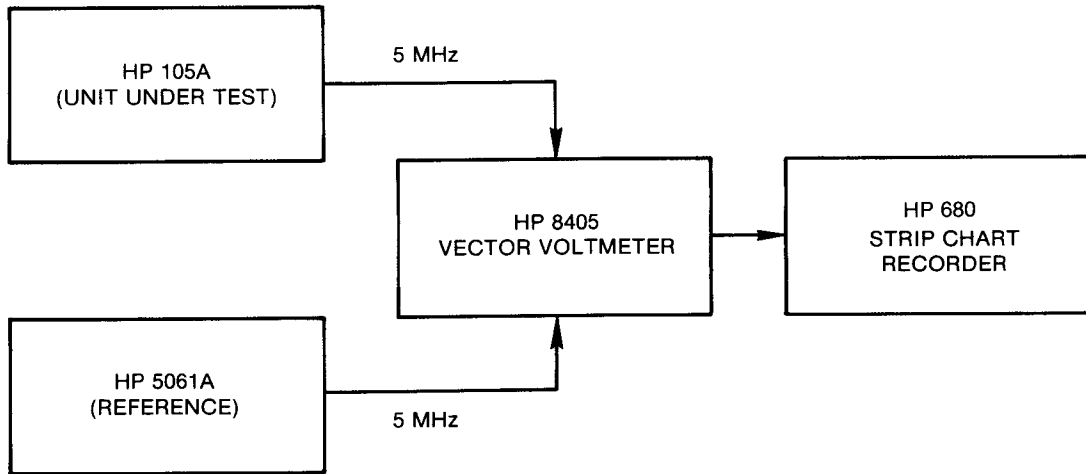 HP 105A
(UNIT UNDER TEST)
5 MHz
HP 8405
VECTOR VOLTMETER
HP 680
STRIP CHART
RECORDER
HP 5061A
(REFERENCE)
5 MHz